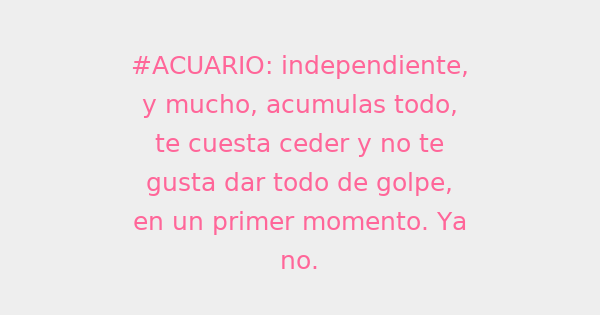 #ACUARIO: independiente,
y mucho, acumulas todo,
te cuesta ceder y no te
gusta dar todo de golpe,
en un primer momento. Ya
no.